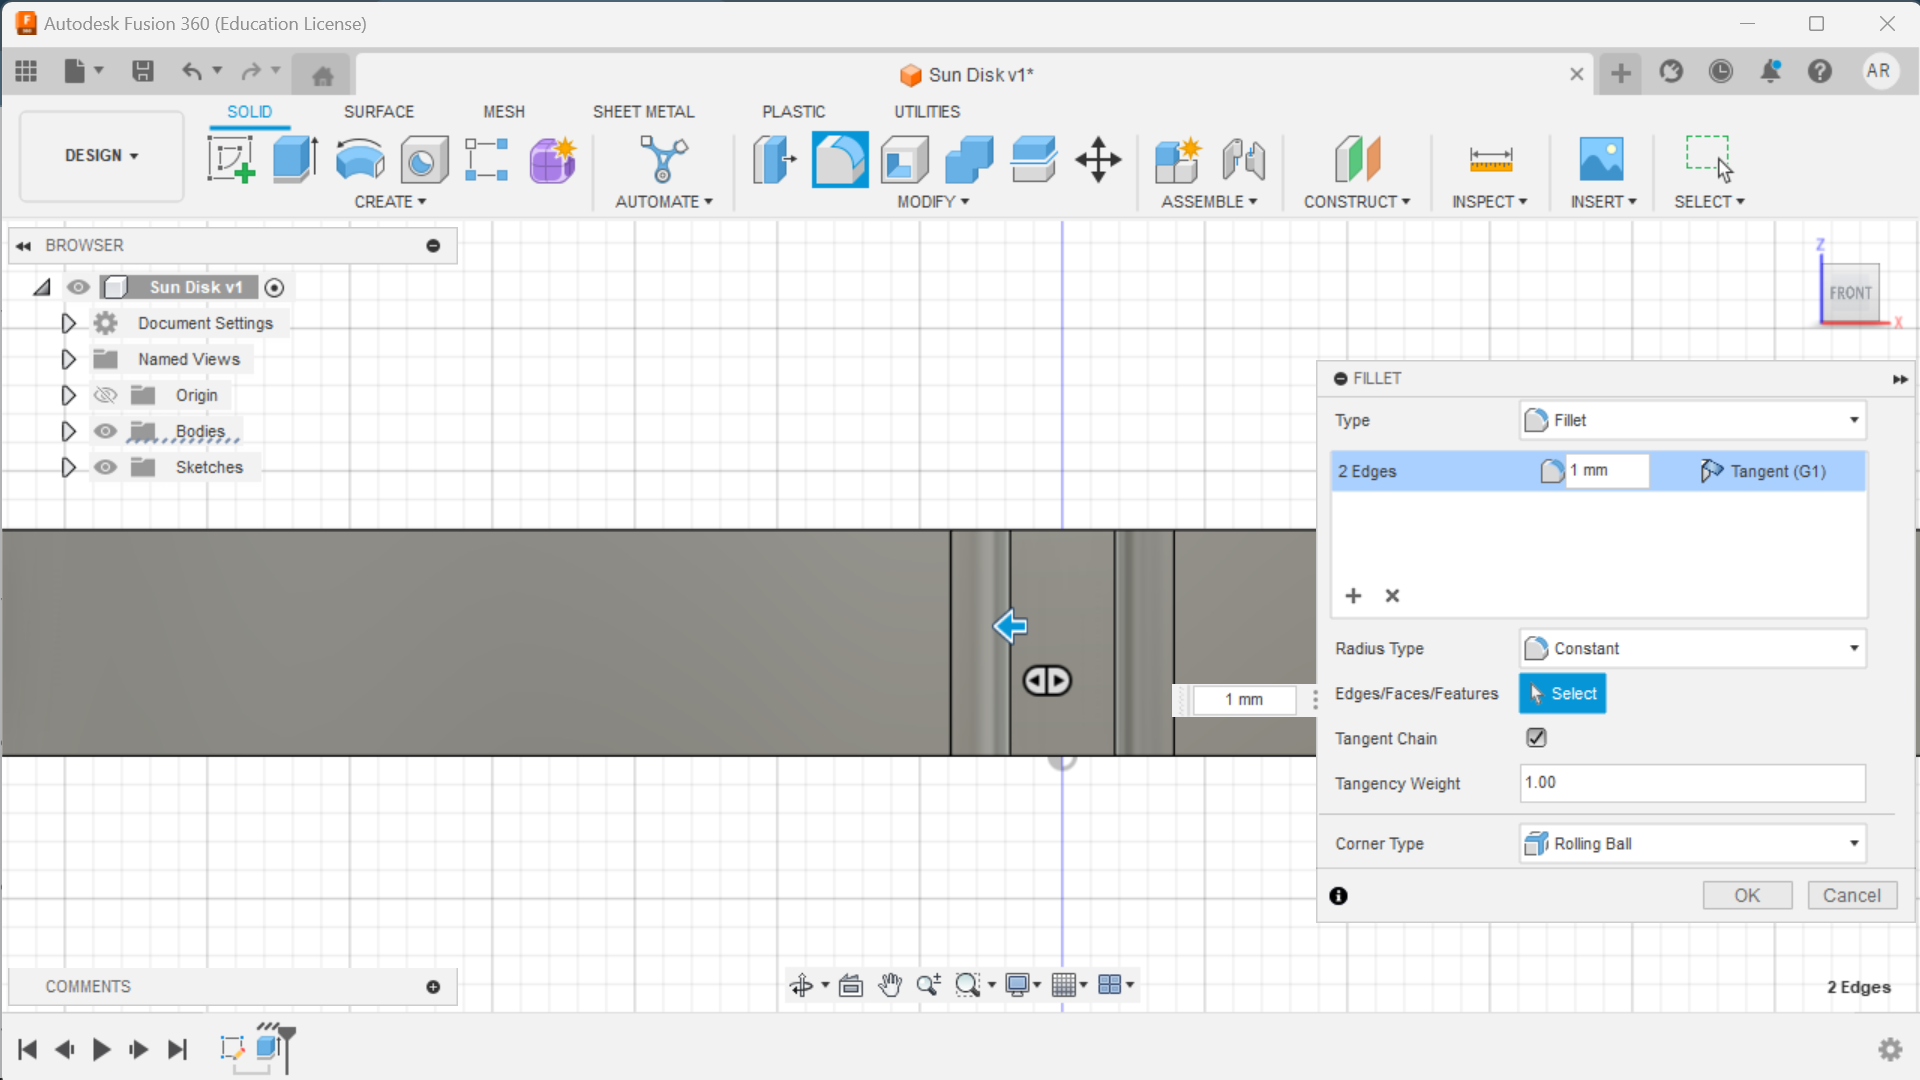 Autodesk Fusion 360 (Education License)
Sun Disk v1*
AR
DESIGN
SOLID
SURFACE
MESH
SHEET METAL
PLASTIC
UTILITIES
CREATE
AUTOMATE
MODIFY
ASSEMBLE
CONSTRUCT
INSPECT
INSERT
SELECT
BROWSER
Sun Disk v1
Document Settings
Named Views
Origin
Bodies
Sketches
Z
FRONT
X
FILLET
Type
Fillet
2 Edges
1 mm
Tangent (G1)
Radius Type
Constant
Edges/Faces/Features
Select
1 mm
Tangent Chain
Tangency Weight
1.00
Corner Type
Rolling Ball
OK
Cancel
COMMENTS
2 Edges